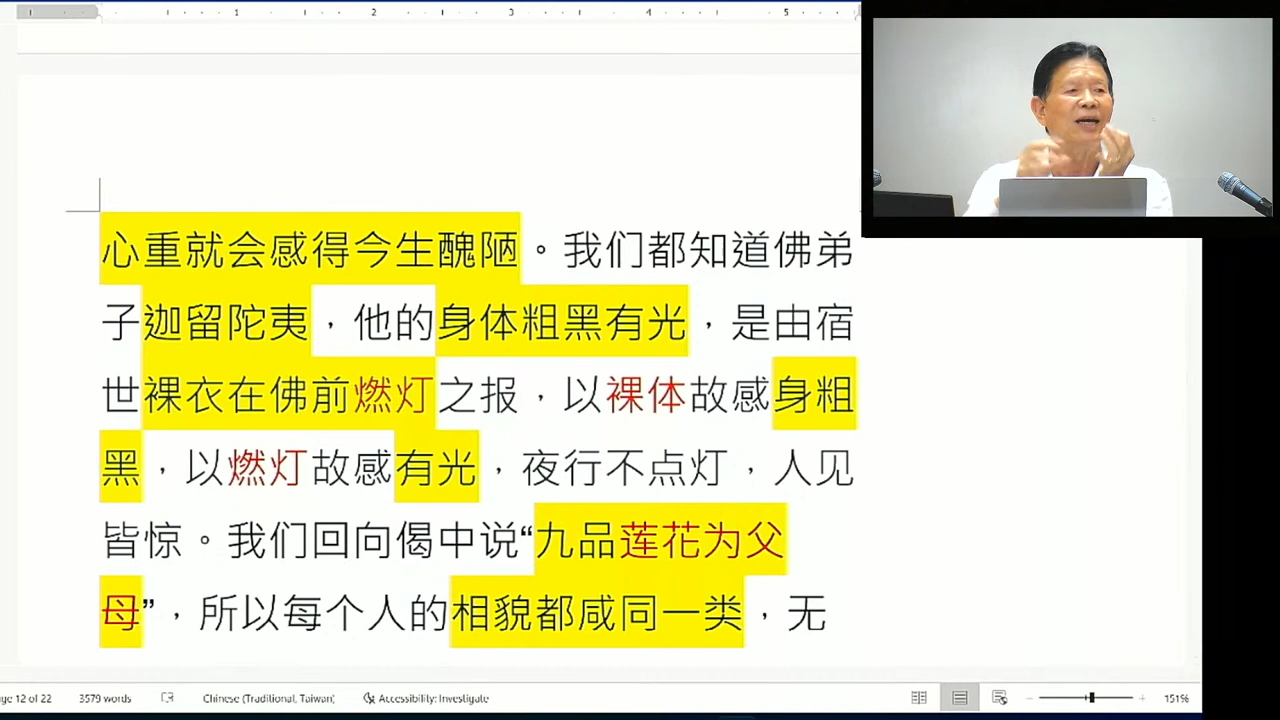 1 2 3 4 5
心重就会感得今生醜陋。我们都知道佛弟
子迦留陀夷，他的身体粗黑有光，是由宿
世裸衣在佛前燃灯之报，以裸体故感身粗
黑，以燃灯故感有光，夜行不点灯，人见
皆惊。我们回向偈中说“九品莲花为父
母”，所以每个人的相貌都咸同一类，无
ge 12 of 22 3579 words Chinese (Traditional, Taiwan) Accessibility: Investigate 151%